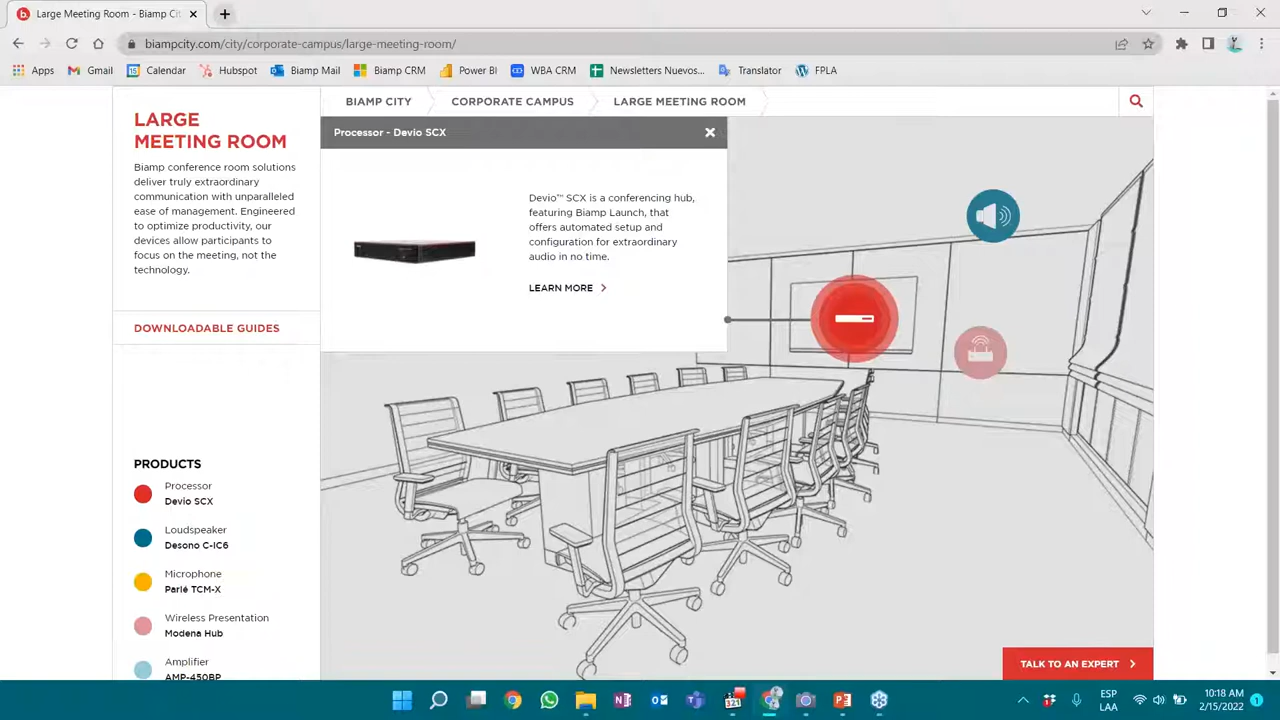 Large Meeting Room - Biamp Ci
biampcity.com/city/corporate-campus/large-meeting-room/
Apps
Gmail
Calendar
Hubspot
Biamp Mail
Biamp CRM
Power BI
WBA CRM
Newsletters Nuevos...
Translator
FPLA
BIAMP CITY
CORPORATE CAMPUS
LARGE MEETING ROOM
LARGE
MEETING ROOM
Biamp conference room solutions
deliver truly extraordinary
communication with unparalleled
ease of management. Engineered
to optimize productivity, our
devices allow participants to
focus on the meeting, not the
technology.
DOWNLOADABLE GUIDES
PRODUCTS
Processor
Devio SCX
Loudspeaker
Desono C-IC6
Microphone
Parlé TCM-X
Wireless Presentation
Modena Hub
Amplifier
AMP-450BP
Processor - Devio SCX
Devio™ SCX is a conferencing hub,
featuring Biamp Launch, that
offers automated setup and
configuration for extraordinary
audio in no time.
LEARN MORE
TALK TO AN EXPERT
321
ESP
LAA
10:18 AM
2/15/2022
1